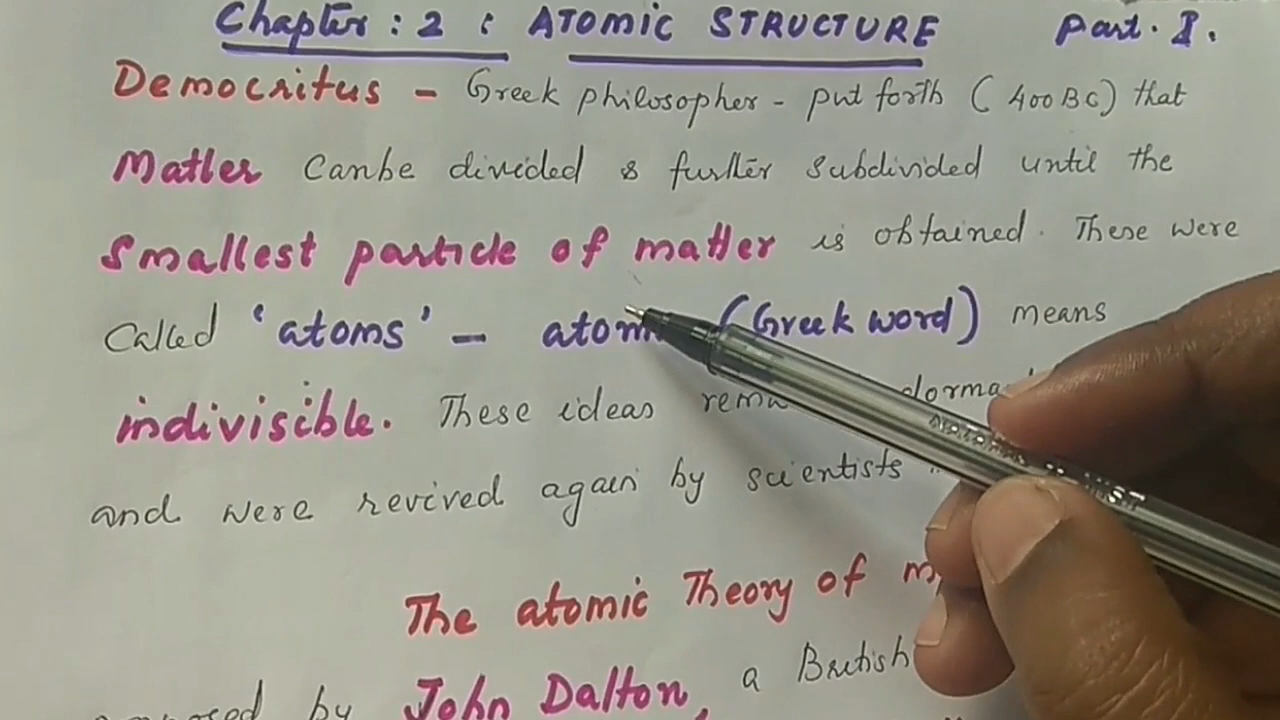 Chapter : 2 : ATOMIC STRUCTURE Part. I.
Democritus - Greek philosopher - put forth (400 BC) that
Matter can be divided & further subdivided until the
Smallest particle of matter is obtained. These were
Called 'atoms' - (Greek word) means
indivisible. These ideas
and were revived again by scientists
The atomic Theory of
by John Dalton, a British